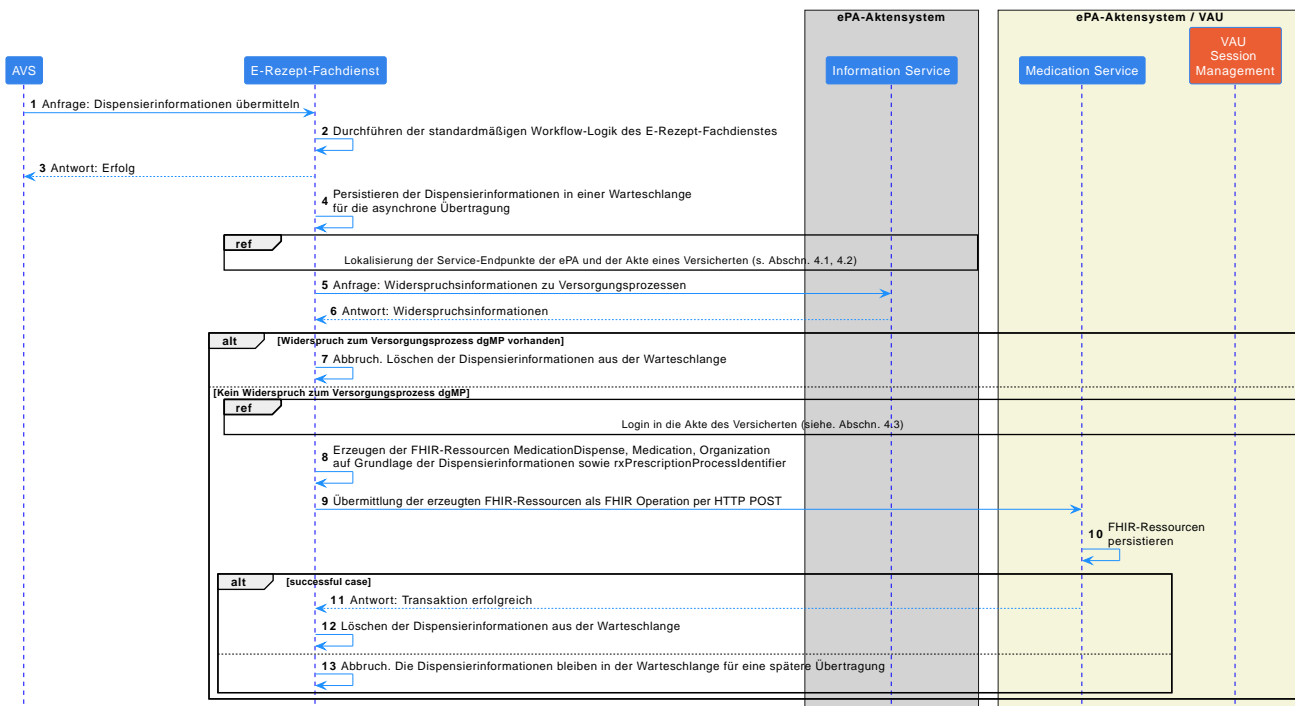 ePA-Aktensystem
ePA-Aktensystem / VAU
AVS
E-Rezept-Fachdienst
Information Service
Medication Service
VAU
Session
Management
1 Anfrage: Dispensierinformationen übermitteln
2 Durchführen der standardmäßigen Workflow-Logik des E-Rezept-Fachdienstes
3 Antwort: Erfolg
4 Persistieren der Dispensierinformationen in einer Warteschlange
für die asynchrone Übertragung
ref
Lokalisierung der Service-Endpunkte der ePA und der Akte eines Versicherten (s. Abschn. 4.1, 4.2)
5 Anfrage: Widerspruchsinformationen zu Versorgungsprozessen
6 Antwort: Widerspruchsinformationen
alt [Widerspruch zum Versorgungsprozess dgMP vorhanden]
7 Abbruch. Löschen der Dispensierinformationen aus der Warteschlange
[Kein Widerspruch zum Versorgungsprozess dgMP]
ref
Login in die Akte des Versicherten (siehe. Abschn. 4.3)
8 Erzeugen der FHIR-Ressourcen MedicationDispense, Medication, Organization
auf Grundlage der Dispensierinformationen sowie rxPrescriptionProcessIdentifier
9 Übermittlung der erzeugten FHIR-Ressourcen als FHIR Operation per HTTP POST
10 FHIR-Ressourcen
persistieren
alt [successful case]
11 Antwort: Transaktion erfolgreich
12 Löschen der Dispensierinformationen aus der Warteschlange
13 Abbruch. Die Dispensierinformationen bleiben in der Warteschlange für eine spätere Übertragung